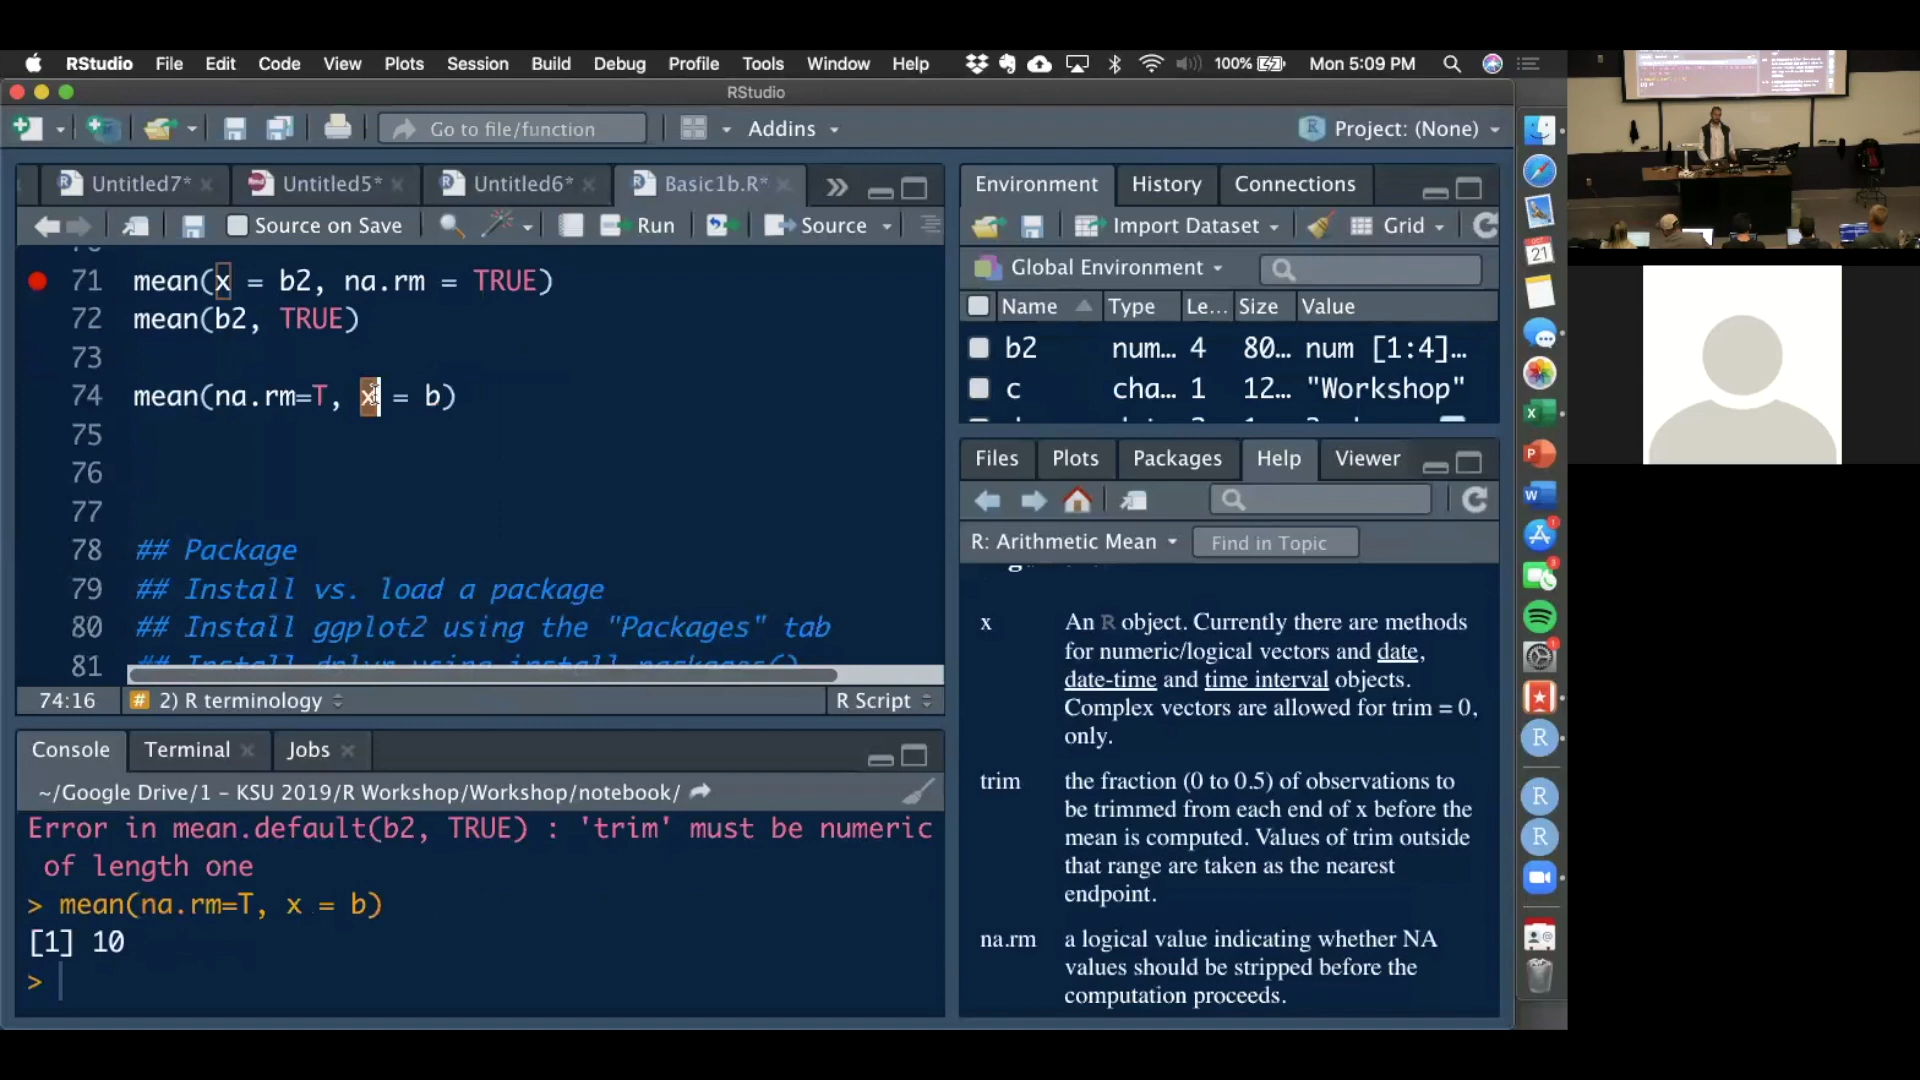 RStudio File Edit Code View Plots Session Build Debug Profile Tools Window Help 100% Mon 5:09 PM
RStudio
Go to file/function Addins Project: (None)
Untitled7* Untitled5* Untitled6* Basic1b.R*
Source on Save Run Source
71 mean(x = b2, na.rm = TRUE)
72 mean(b2, TRUE)
73
74 mean(na.rm=T, x = b)
75
76
77
78 ## Package
79 ## Install vs. load a package
80 ## Install ggplot2 using the "Packages" tab
81 ## Install dplyr using install.packages()
74:16 # 2) R terminology R Script
Console Terminal Jobs
~/Google Drive/1 - KSU 2019/R Workshop/Workshop/notebook/
Error in mean.default(b2, TRUE) : 'trim' must be numeric
of length one
> mean(na.rm=T, x = b)
[1] 10
>
Environment History Connections
Import Dataset Grid
Global Environment
Name Type Le... Size Value
b2 num... 4 80... num [1:4]...
c cha... 1 12... "Workshop"
Files Plots Packages Help Viewer
R: Arithmetic Mean Find in Topic
x An R object. Currently there are methods
for numeric/logical vectors and date,
date-time and time interval objects.
Complex vectors are allowed for trim = 0,
only.
trim the fraction (0 to 0.5) of observations to
be trimmed from each end of x before the
mean is computed. Values of trim outside
that range are taken as the nearest
endpoint.
na.rm a logical value indicating whether NA
values should be stripped before the
computation proceeds.
OCT
21